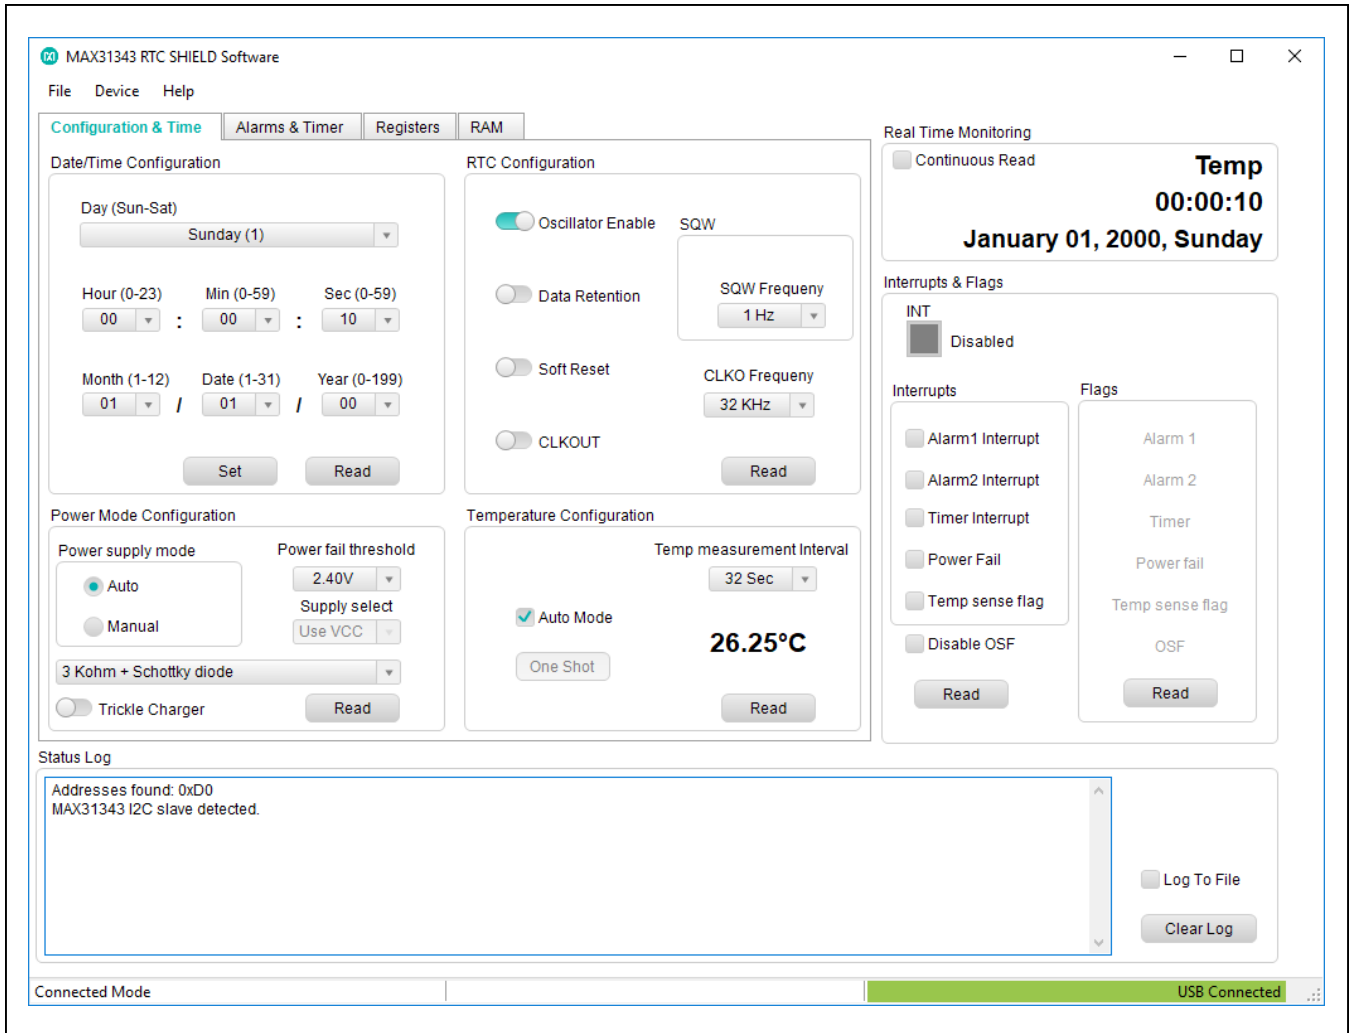 MAX31343 RTC SHIELD Software
File Device Help
Configuration & Time Alarms & Timer Registers RAM
Date/Time Configuration
Day (Sun-Sat)
Sunday (1)
Hour (0-23) Min (0-59) Sec (0-59)
00 : 00 : 10
Month (1-12) Date (1-31) Year (0-199)
01 / 01 / 00
Set Read
RTC Configuration
Oscillator Enable
SQW
Data Retention
SQW Frequeny
1 Hz
Soft Reset
CLKO Frequeny
32 KHz
CLKOUT
Read
Power Mode Configuration
Power supply mode
Auto
Manual
Power fail threshold
2.40V
Supply select
Use VCC
3 Kohm + Schottky diode
Trickle Charger
Read
Temperature Configuration
Temp measurement Interval
32 Sec
Auto Mode
26.25°C
One Shot
Read
Real Time Monitoring
Continuous Read
Temp
00:00:10
January 01, 2000, Sunday
Interrupts & Flags
INT
Disabled
Interrupts
Alarm1 Interrupt
Alarm2 Interrupt
Timer Interrupt
Power Fail
Temp sense flag
Disable OSF
Read
Flags
Alarm 1
Alarm 2
Timer
Power fail
Temp sense flag
OSF
Read
Status Log
Addresses found: 0xD0
MAX31343 I2C slave detected.
Log To File
Clear Log
Connected Mode
USB Connected